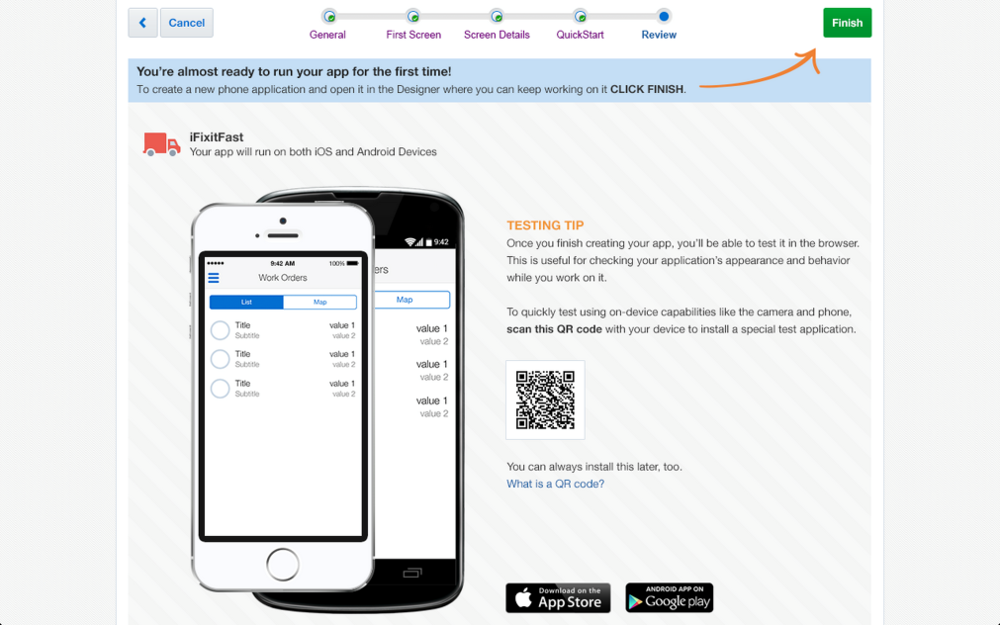 Cancel
General
First Screen
Screen Details
QuickStart
Review
Finish
You're almost ready to run your app for the first time!
To create a new phone application and open it in the Designer where you can keep working on it CLICK FINISH.
iFixitFast
Your app will run on both iOS and Android Devices
9:42
ers
Map
value 1
value 2
value 1
value 2
value 1
value 2
9:42 AM
100%
Work Orders
List
Map
Title
value 1
Subtitle
value 2
Title
value 1
Subtitle
value 2
Title
value 1
Subtitle
value 2
TESTING TIP
Once you finish creating your app, you'll be able to test it in the browser.
This is useful for checking your application's appearance and behavior
while you work on it.
To quickly test using on-device capabilities like the camera and phone,
scan this QR code with your device to install a special test application.
You can always install this later, too.
What is a QR code?
Download on the
App Store
ANDROID APP ON
Google play